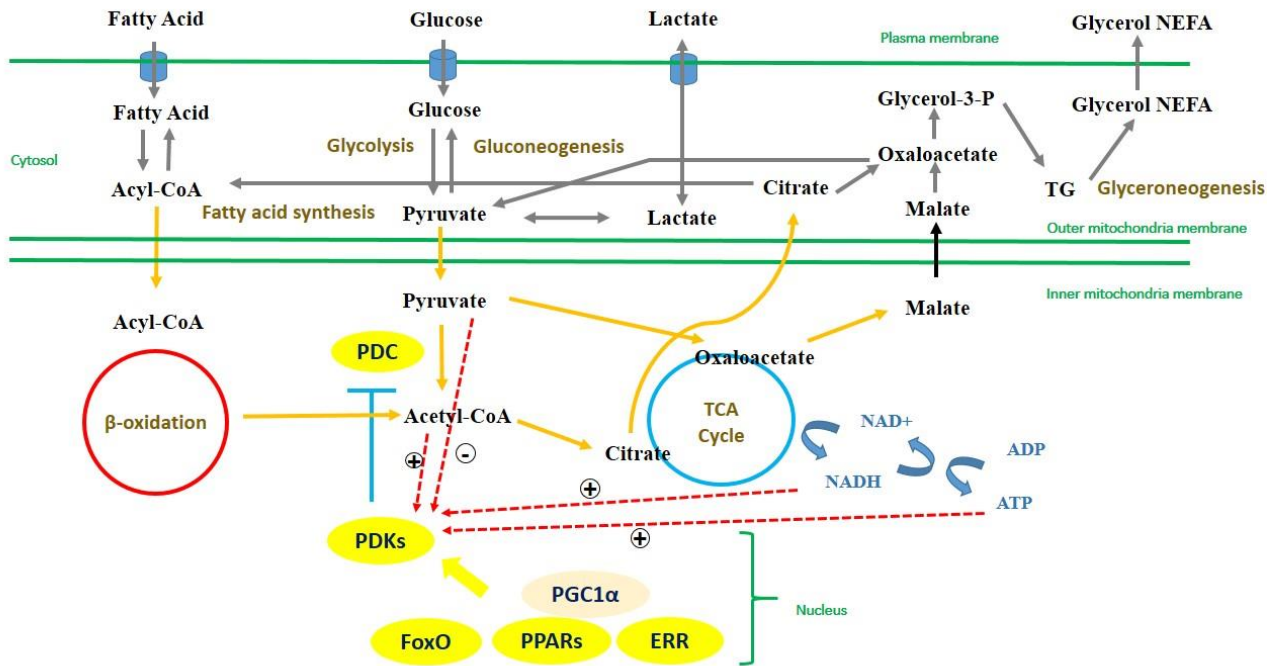 Fatty Acid
Glucose
Lactate
Glycerol NEFA
Plasma membrane
Fatty Acid
Glucose
Glycerol-3-P
Glycerol NEFA
Cytosol
Glycolysis
Gluconeogenesis
Oxaloacetate
Acyl-CoA
Citrate
TG
Glyceroneogenesis
Fatty acid synthesis
Pyruvate
Lactate
Malate
Outer mitochondria membrane
Pyruvate
Malate
Inner mitochondria membrane
Acyl-CoA
PDC
Oxaloacetate
β-oxidation
Acetyl-CoA
TCA
Cycle
NAD+
ADP
+
-
Citrate
NADH
+
ATP
PDKs
+
PGC1α
Nucleus
FoxO
PPARs
ERR